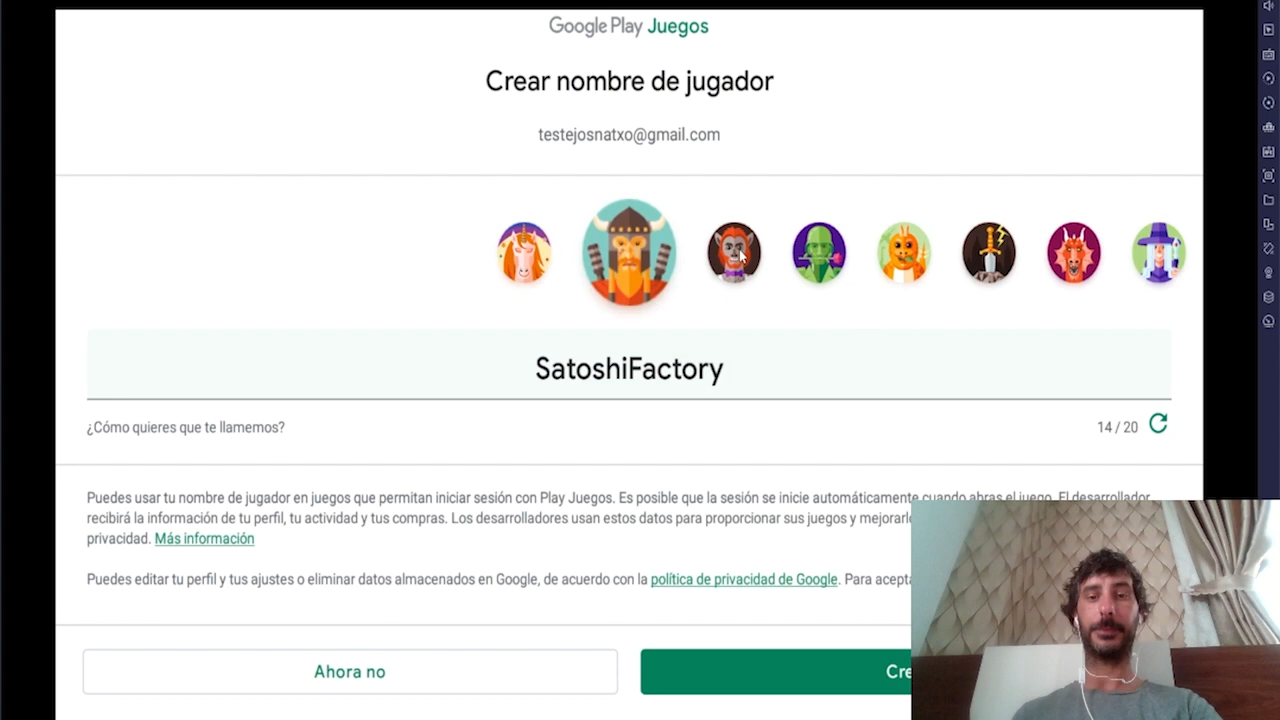 Google Play Juegos
Crear nombre de jugador
testejosnatxo@gmail.com
SatoshiFactory
¿Cómo quieres que te llamemos?
14 / 20
Puedes usar tu nombre de jugador en juegos que permitan iniciar sesión con Play Juegos. Es posible que la sesión se inicie automáticamente cuando abras el juego. El desarrollador
recibirá la información de tu perfil, tu actividad y tus compras. Los desarrolladores usan estos datos para proporcionar sus juegos y
privacidad. Más información
Puedes editar tu perfil y tus ajustes o eliminar datos almacenados en Google, de acuerdo con la política de privacidad de Google. Para
Ahora no